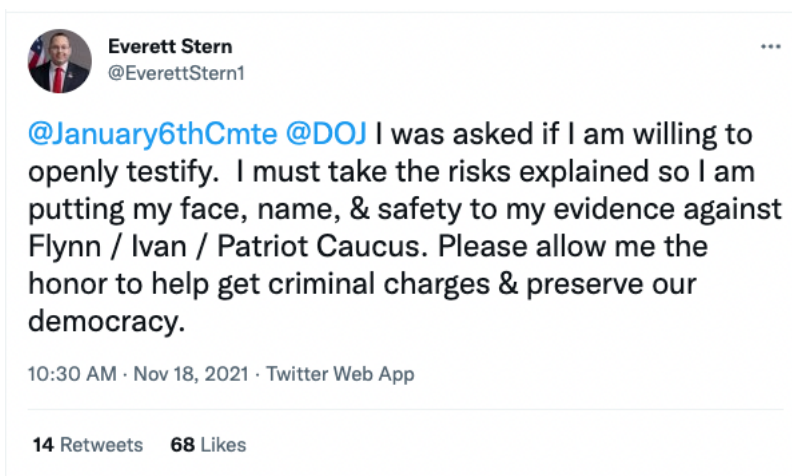 Everett Stern
@EverettStern1
@January6thCmte @DOJ I was asked if I am willing to
openly testify.  I must take the risks explained so I am
putting my face, name, & safety to my evidence against
Flynn / Ivan / Patriot Caucus. Please allow me the
honor to help get criminal charges & preserve our
democracy.
10:30 AM · Nov 18, 2021 · Twitter Web App
14 Retweets 68 Likes